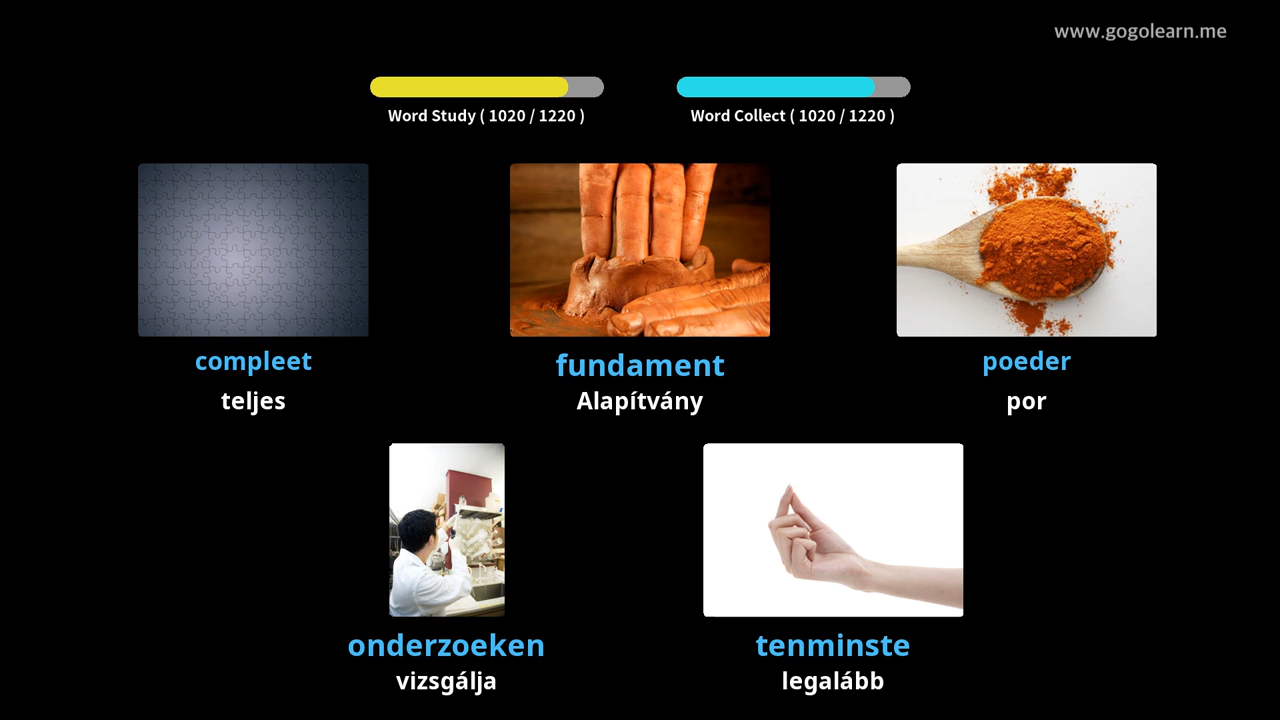 www.gogolearn.me
Word Study ( 1020 / 1220 )
Word Collect ( 1020 / 1220 )
compleet
teljes
fundament
Alapítvány
poeder
por
onderzoeken
vizsgálja
tenminste
legalább